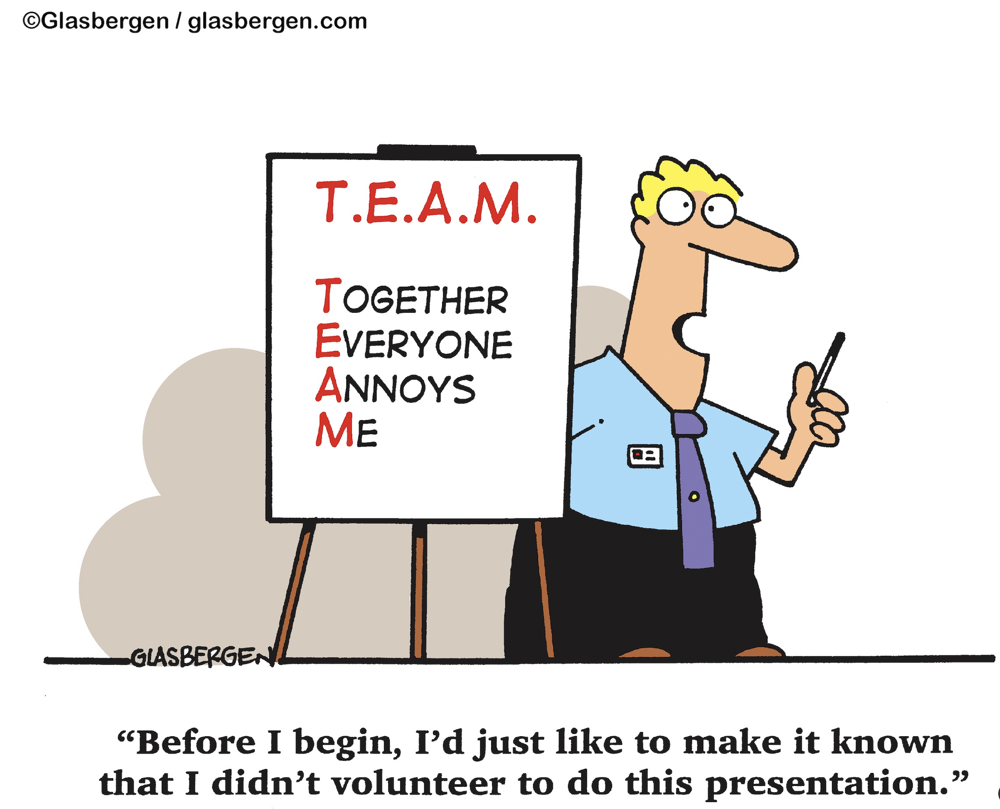 ©Glasbergen / glasbergen.com
T.E.A.M.
TOGETHER
EVERYONE
ANNOYS
ME
GLASBERGEN
“Before I begin, I’d just like to make it known
that I didn’t volunteer to do this presentation.”